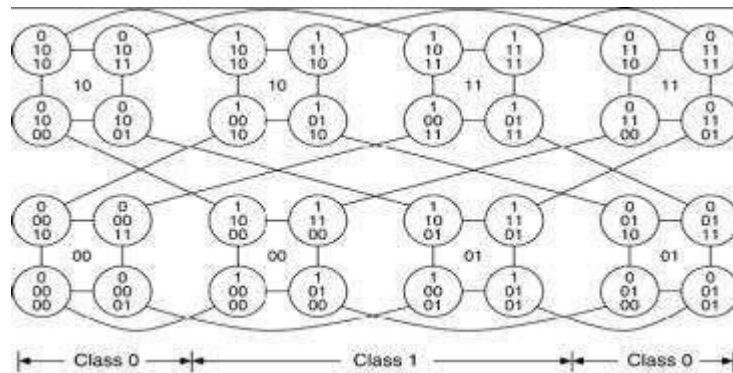 0 0 1 1 1 1 0 0
10 10 10 11 10 11 11 11
10 11 10 10 11 11 10 11
10 10 11 11
0 0 1 1 1 1 0 0
10 10 00 01 00 01 11 11
00 01 10 10 11 11 00 01
0 0 1 1 1 1 0 0
00 00 10 11 10 11 01 01
10 11 00 00 01 01 10 11
00 00 01 01
0 0 1 1 1 1 0 0
00 00 00 01 00 01 01 01
00 01 00 00 01 01 00 01
Class 0 Class 1 Class 0